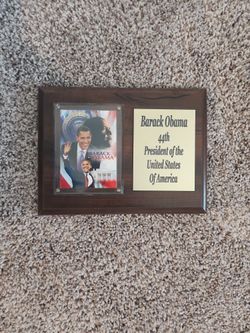 BARACK
OBAMA
Barack Obama
44th
President of the
United States
Of America